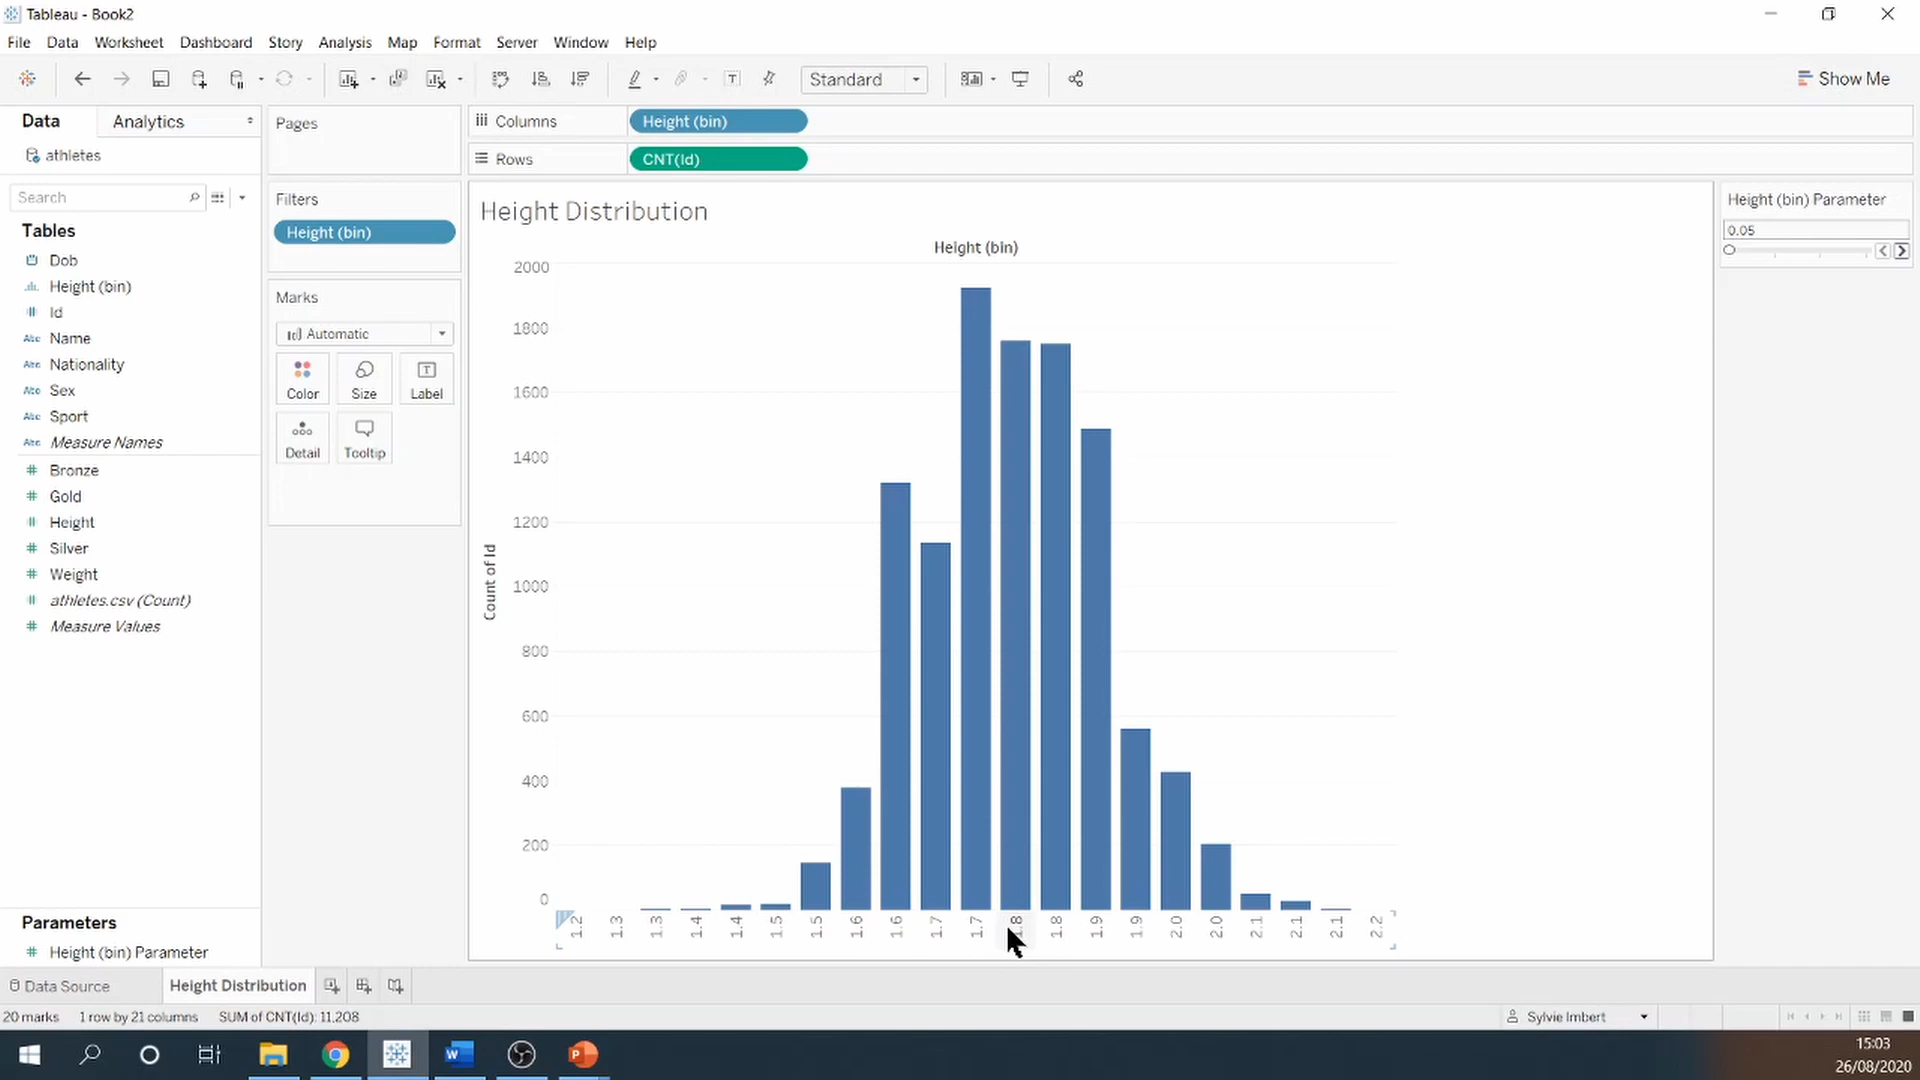 Tableau - Book2
File Data Worksheet Dashboard Story Analysis Map Format Server Window Help
Standard
Show Me
Data
Analytics
athletes
Search
Tables
Dob
Height (bin)
Id
Abc Name
Abc Nationality
Abc Sex
Abc Sport
Abc Measure Names
# Bronze
# Gold
Height
# Silver
# Weight
athletes.csv (Count)
# Measure Values
Parameters
# Height (bin) Parameter
Pages
Filters
Height (bin)
Marks
Automatic
Color Size Label
Detail Tooltip
Columns Height (bin)
Rows CNT(Id)
Height Distribution
Height (bin)
Count of Id
2000
1800
1600
1400
1200
1000
800
600
400
200
0
1.2 1.3 1.3 1.4 1.4 1.5 1.5 1.6 1.6 1.7 1.7 1.8 1.8 1.9 1.9 2.0 2.0 2.1 2.1 2.1 2.2
Height (bin) Parameter
0.05
Data Source
Height Distribution
20 marks 1 row by 21 columns SUM of CNT(Id): 11,208
Sylvie Imbert
15:03
26/08/2020